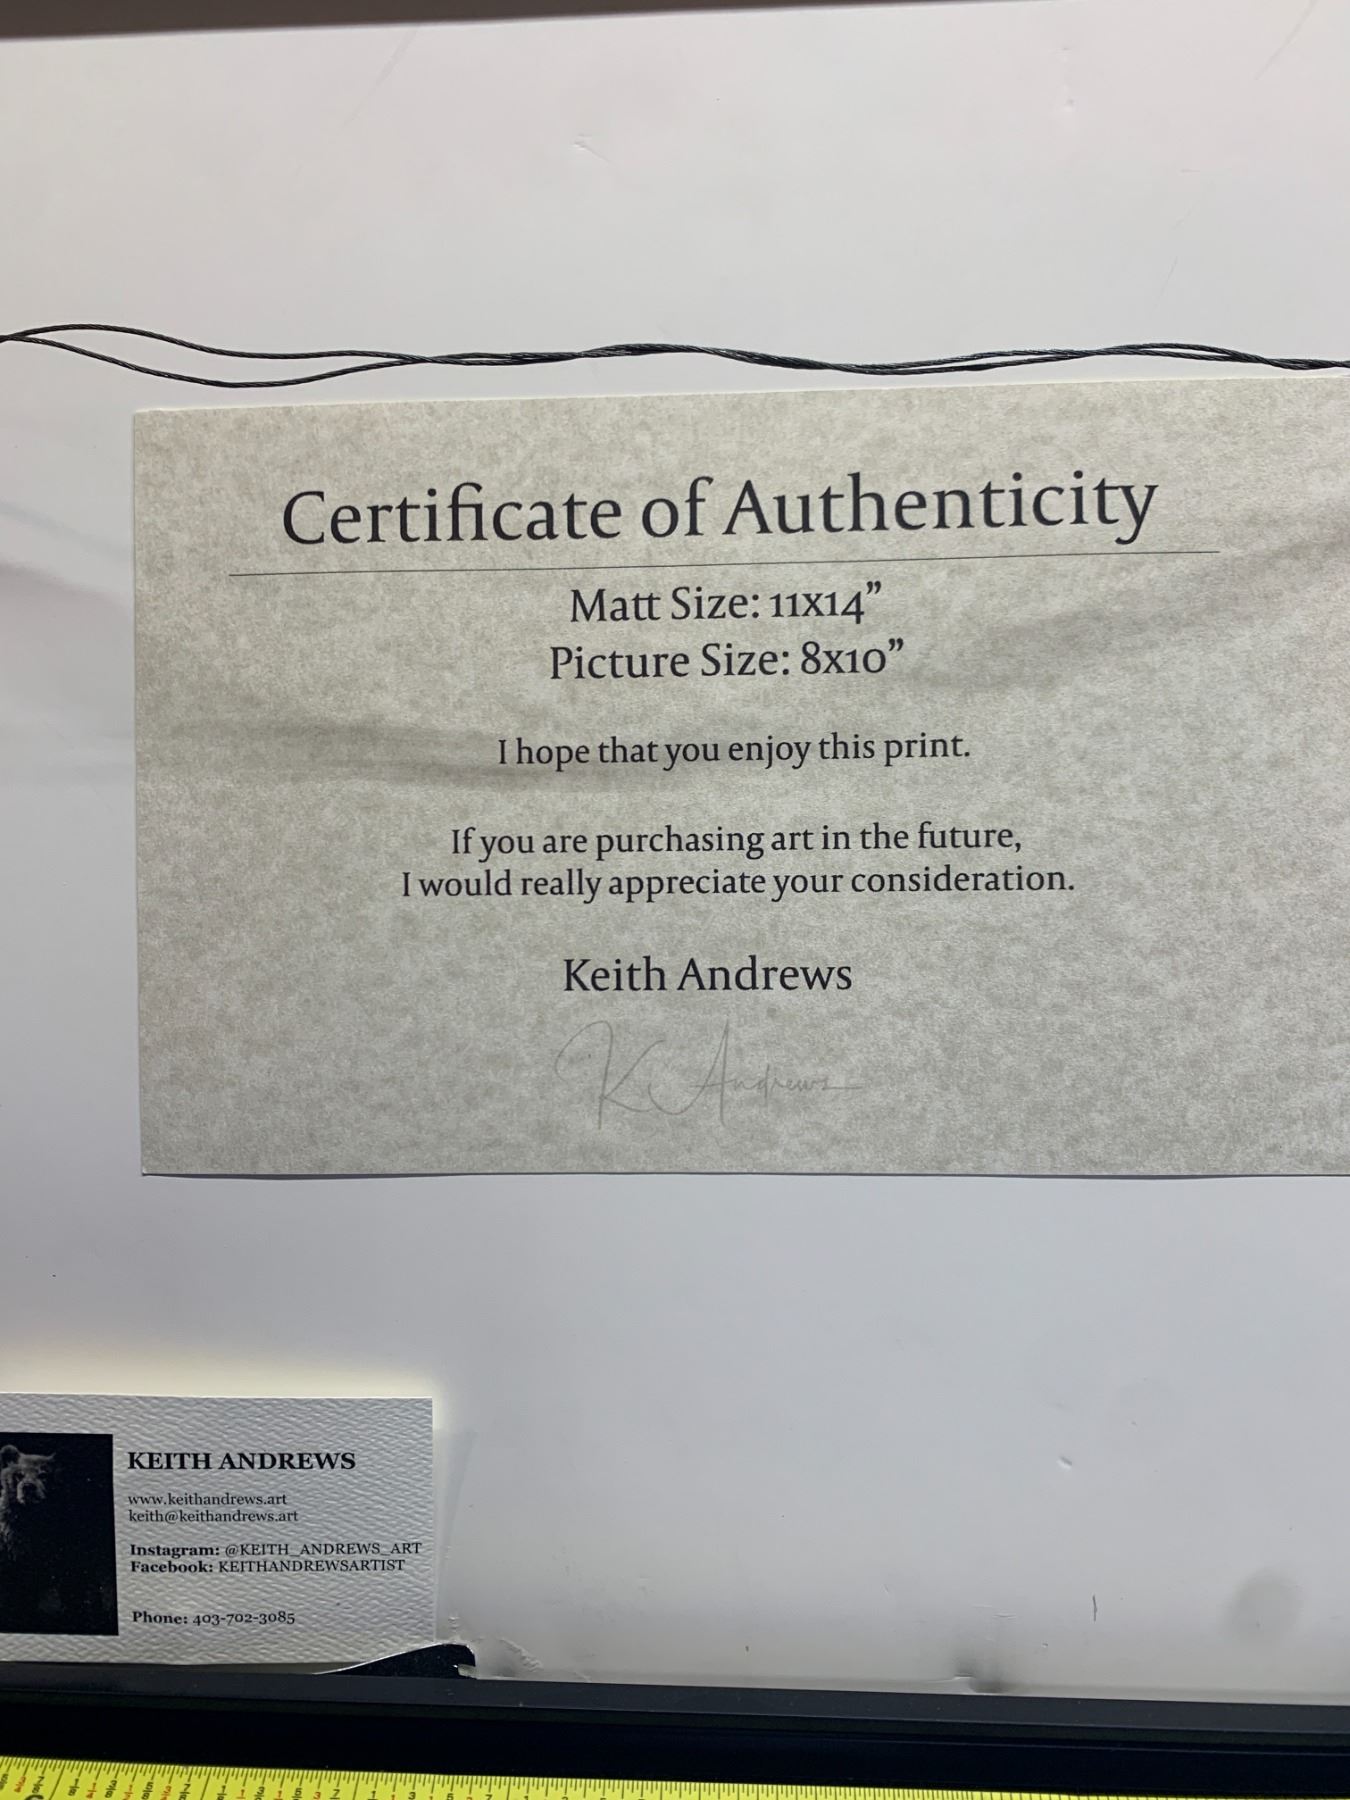 Certificate of Authenticity
Matt Size: 11x14”
Picture Size: 8x10”
I hope that you enjoy this print.
If you are purchasing art in the future,
I would really appreciate your consideration.
Keith Andrews
K Andrews
KEITH ANDREWS
www.keithandrews.art
keith@keithandrews.art
Instagram: @KEITH_ANDREWS_ART
Facebook: KEITHANDREWSARTIST
Phone: 403-702-3085